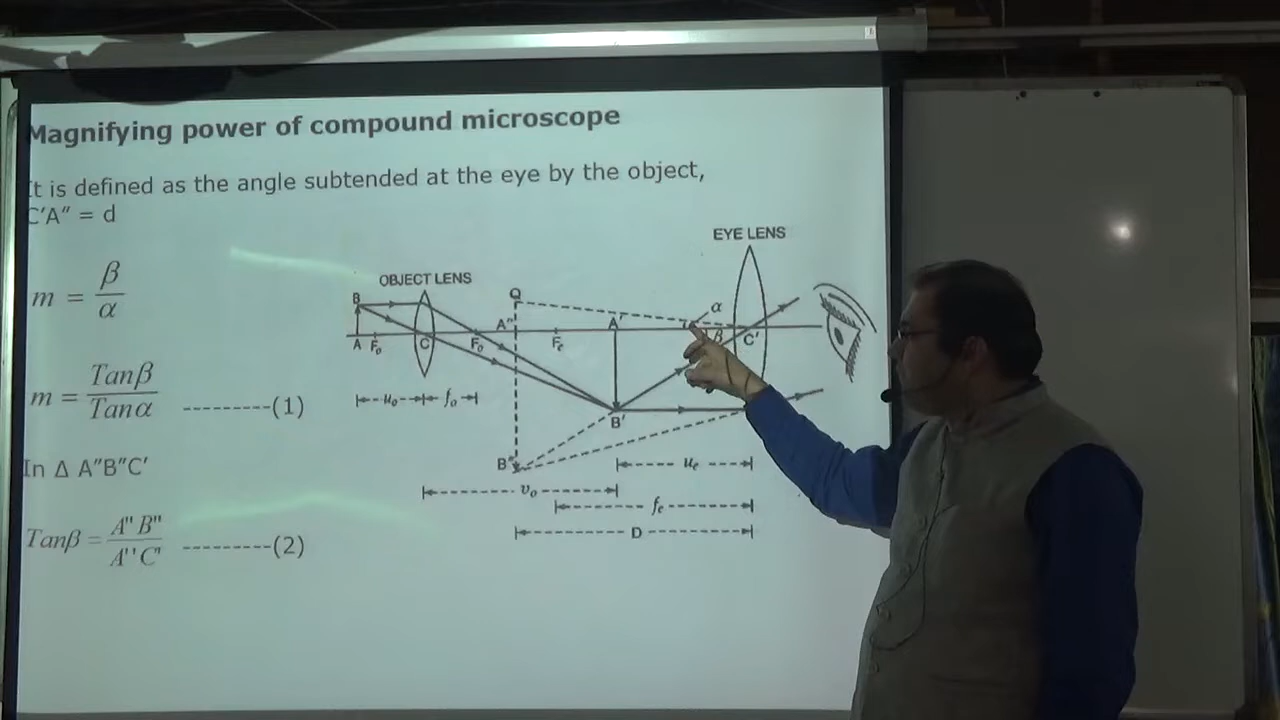 Magnifying power of compound microscope
It is defined as the angle subtended at the eye by the object,
C'A" = d
m = β/α
m = Tanβ/Tanα ---------(1)
In Δ A"B"C'
Tanβ = A" B"/A" C' ---------(2)
EYE LENS
OBJECT LENS
B
Q
α
A F₀ C F₀ A" Fₑ A' β C'
u₀ f₀
B'
B" uₑ
v₀
fₑ
D